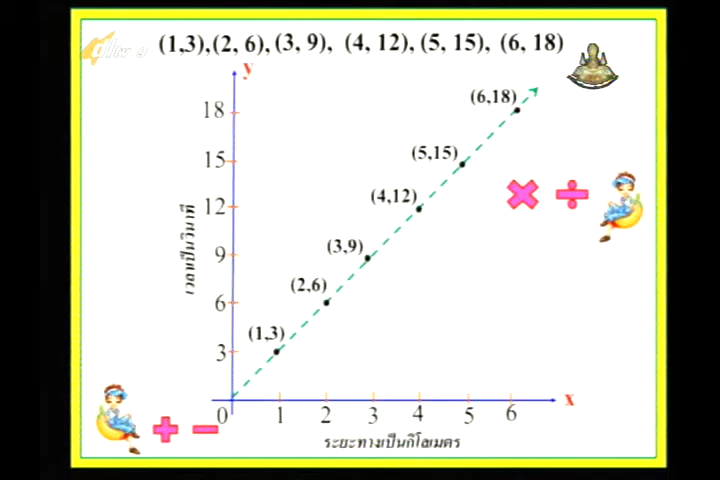 (1,3),(2, 6), (3, 9), (4, 12), (5, 15), (6, 18)
y
(6,18)
18
(5,15)
15
(4,12)
12
(3,9)
9
(2,6)
6
(1,3)
3
เวลาเป็นวินาที
0 1 2 3 4 5 6
x
ระยะทางเป็นกิโลเมตร